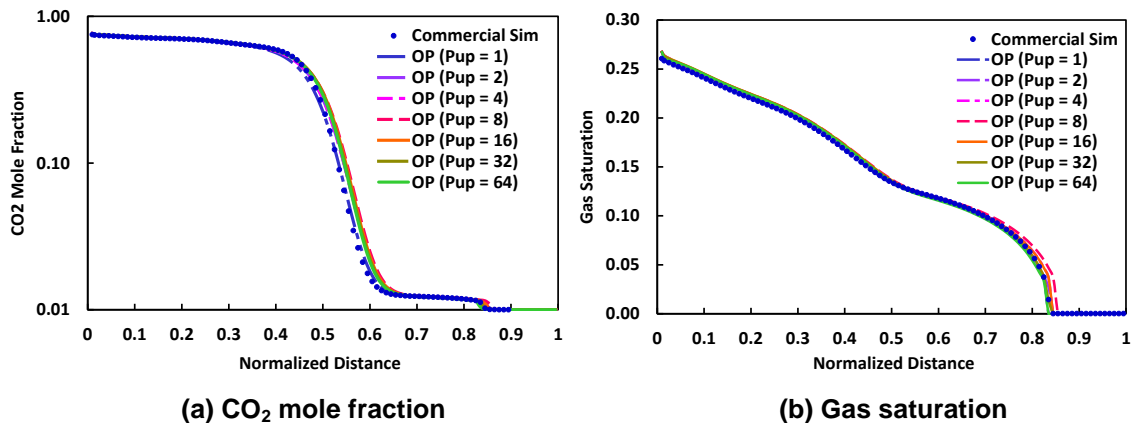 1.00
0.10
0.01
CO2 Mole Fraction
0 0.1 0.2 0.3 0.4 0.5 0.6 0.7 0.8 0.9 1
Normalized Distance
Commercial Sim
OP (Pup = 1)
OP (Pup = 2)
OP (Pup = 4)
OP (Pup = 8)
OP (Pup = 16)
OP (Pup = 32)
OP (Pup = 64)
(a) CO₂ mole fraction
0.30
0.25
0.20
0.15
0.10
0.05
0.00
Gas Saturation
0 0.1 0.2 0.3 0.4 0.5 0.6 0.7 0.8 0.9 1
Normalized Distance
Commercial Sim
OP (Pup = 1)
OP (Pup = 2)
OP (Pup = 4)
OP (Pup = 8)
OP (Pup = 16)
OP (Pup = 32)
OP (Pup = 64)
(b) Gas saturation